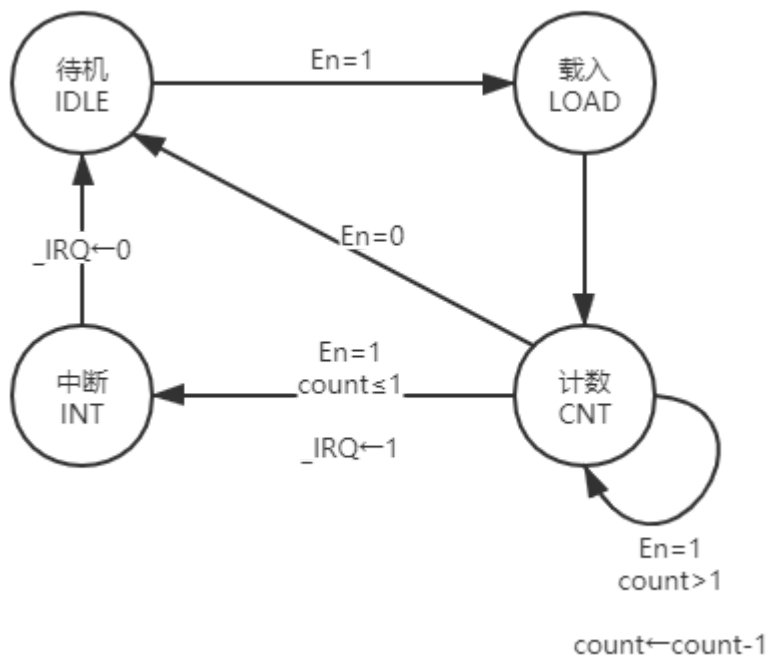 待机
IDLE
En=1
载入
LOAD
En=0
_IRQ←0
中断
INT
En=1
count≤1
_IRQ←1
计数
CNT
En=1
count>1
count←count-1